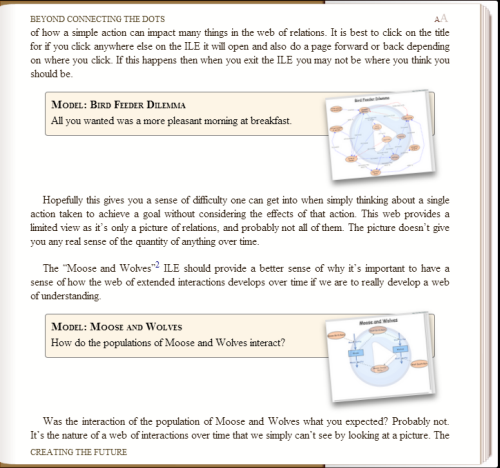 BEYOND CONNECTING THE DOTS
AA
of how a simple action can impact many things in the web of relations. It is best to click on the title
for if you click anywhere else on the ILE it will open and also do a page forward or back depending
on where you click. If this happens then when you exit the ILE you may not be where you think you
should be.
MODEL: BIRD FEEDER DILEMMA
All you wanted was a more pleasant morning at breakfast.
Bird Feeder Dilemma
Hopefully this gives you a sense of difficulty one can get into when simply thinking about a single
action taken to achieve a goal without considering the effects of that action. This web provides a
limited view as it's only a picture of relations, and probably not all of them. The picture doesn't give
you any real sense of the quantity of anything over time.
The “Moose and Wolves”2 ILE should provide a better sense of why it's important to have a
sense of how the web of extended interactions develops over time if we are to really develop a web
of understanding.
MODEL: MOOSE AND WOLVES
How do the populations of Moose and Wolves interact?
Moose and Wolves
Was the interaction of the population of Moose and Wolves what you expected? Probably not.
It's the nature of a web of interactions over time that we simply can't see by looking at a picture. The
CREATING THE FUTURE